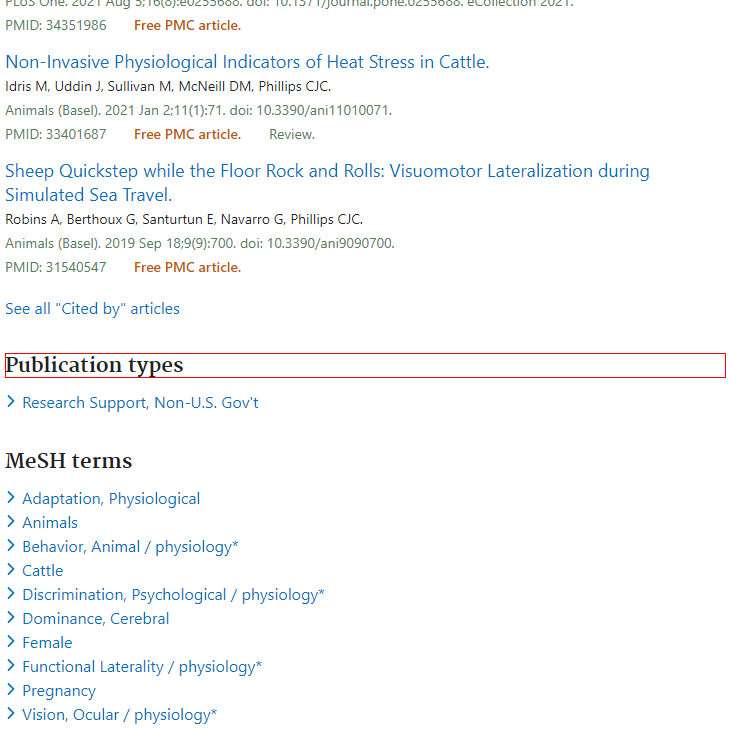 PLoS One. 2021 Aug 5;16(8):e0255688. doi: 10.1371/journal.pone.0255688. eCollection 2021.
PMID: 34351986 Free PMC article.
Non-Invasive Physiological Indicators of Heat Stress in Cattle.
Idris M, Uddin J, Sullivan M, McNeill DM, Phillips CJC.
Animals (Basel). 2021 Jan 2;11(1):71. doi: 10.3390/ani11010071.
PMID: 33401687 Free PMC article. Review.
Sheep Quickstep while the Floor Rock and Rolls: Visuomotor Lateralization during
Simulated Sea Travel.
Robins A, Berthoux G, Santurtun E, Navarro G, Phillips CJC.
Animals (Basel). 2019 Sep 18;9(9):700. doi: 10.3390/ani9090700.
PMID: 31540547 Free PMC article.
See all "Cited by" articles
Publication types
Research Support, Non-U.S. Gov't
MeSH terms
Adaptation, Physiological
Animals
Behavior, Animal / physiology*
Cattle
Discrimination, Psychological / physiology*
Dominance, Cerebral
Female
Functional Laterality / physiology*
Pregnancy
Vision, Ocular / physiology*